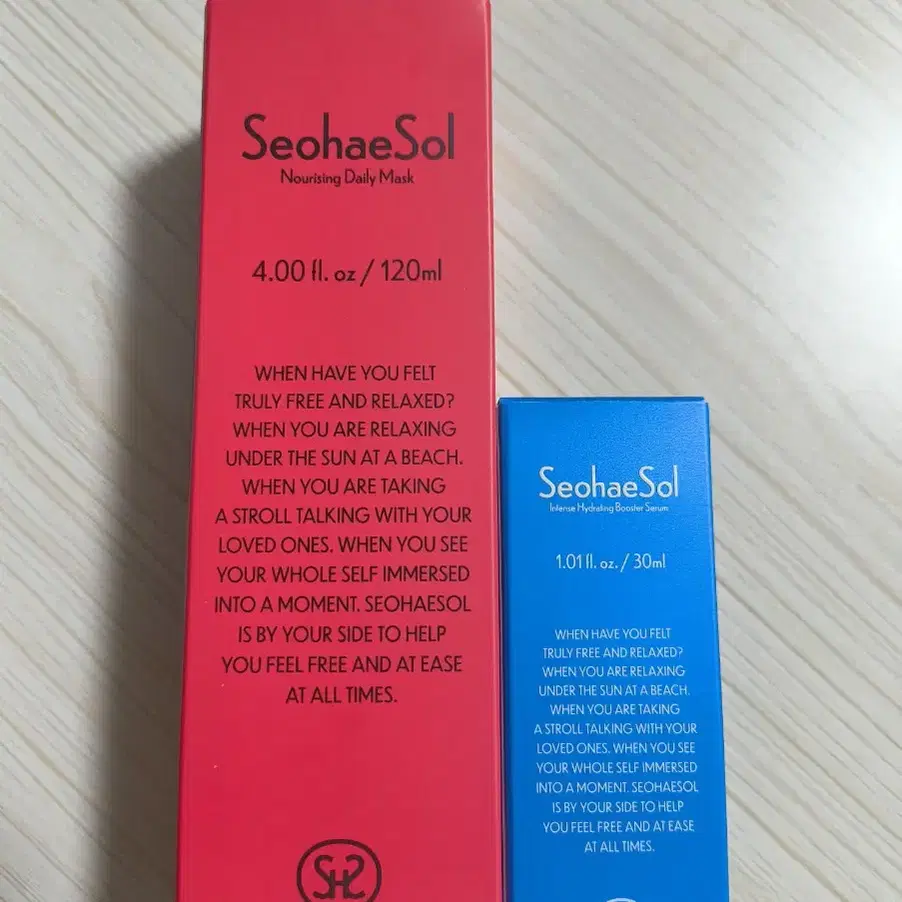 SeohaeSol
Nourising Daily Mask
4.00 fl. oz / 120ml
WHEN HAVE YOU FELT
TRULY FREE AND RELAXED?
WHEN YOU ARE RELAXING
UNDER THE SUN AT A BEACH.
WHEN YOU ARE TAKING
A STROLL TALKING WITH YOUR
LOVED ONES. WHEN YOU SEE
YOUR WHOLE SELF IMMERSED
INTO A MOMENT. SEOHAESOL
IS BY YOUR SIDE TO HELP
YOU FEEL FREE AND AT EASE
AT ALL TIMES.
SHS
SeohaeSol
Intense Hydrating Booster Serum
1.01 fl. oz. / 30ml
WHEN HAVE YOU FELT
TRULY FREE AND RELAXED?
WHEN YOU ARE RELAXING
UNDER THE SUN AT A BEACH.
WHEN YOU ARE TAKING
A STROLL TALKING WITH YOUR
LOVED ONES. WHEN YOU SEE
YOUR WHOLE SELF IMMERSED
INTO A MOMENT. SEOHAESOL
IS BY YOUR SIDE TO HELP
YOU FEEL FREE AND AT EASE
AT ALL TIMES.